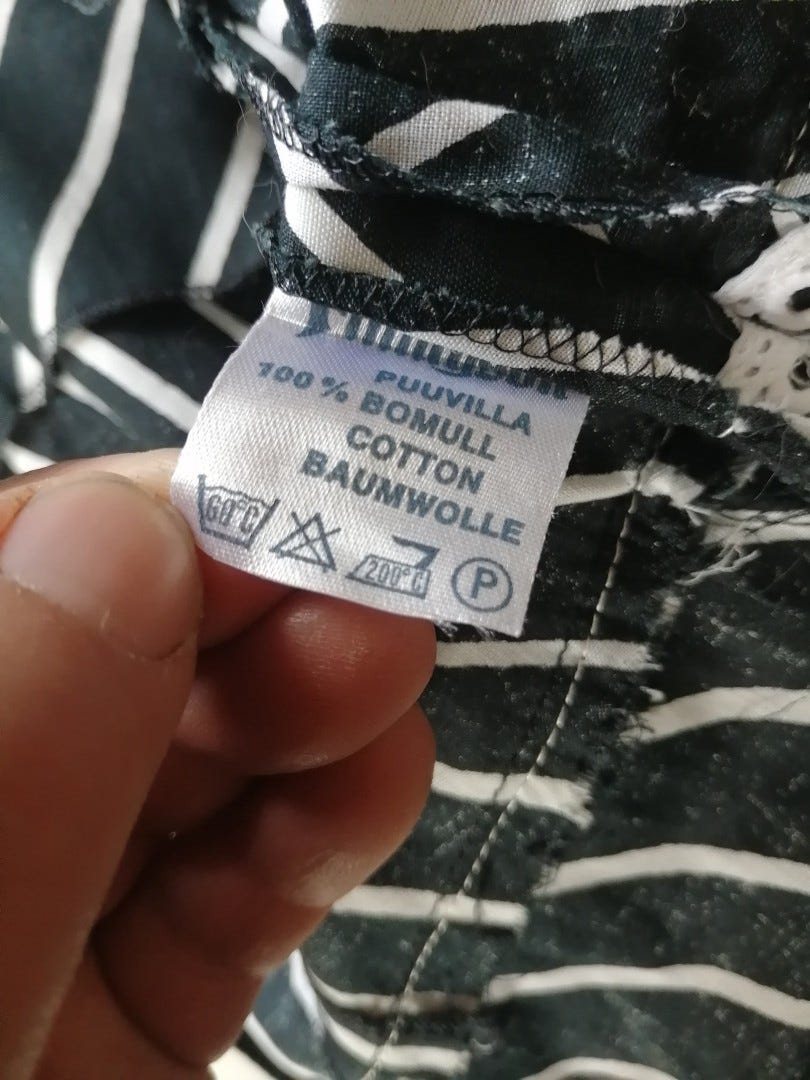 PUUVILLA
100 % BOMULL
COTTON
BAUMWOLLE
60°C 200°C P